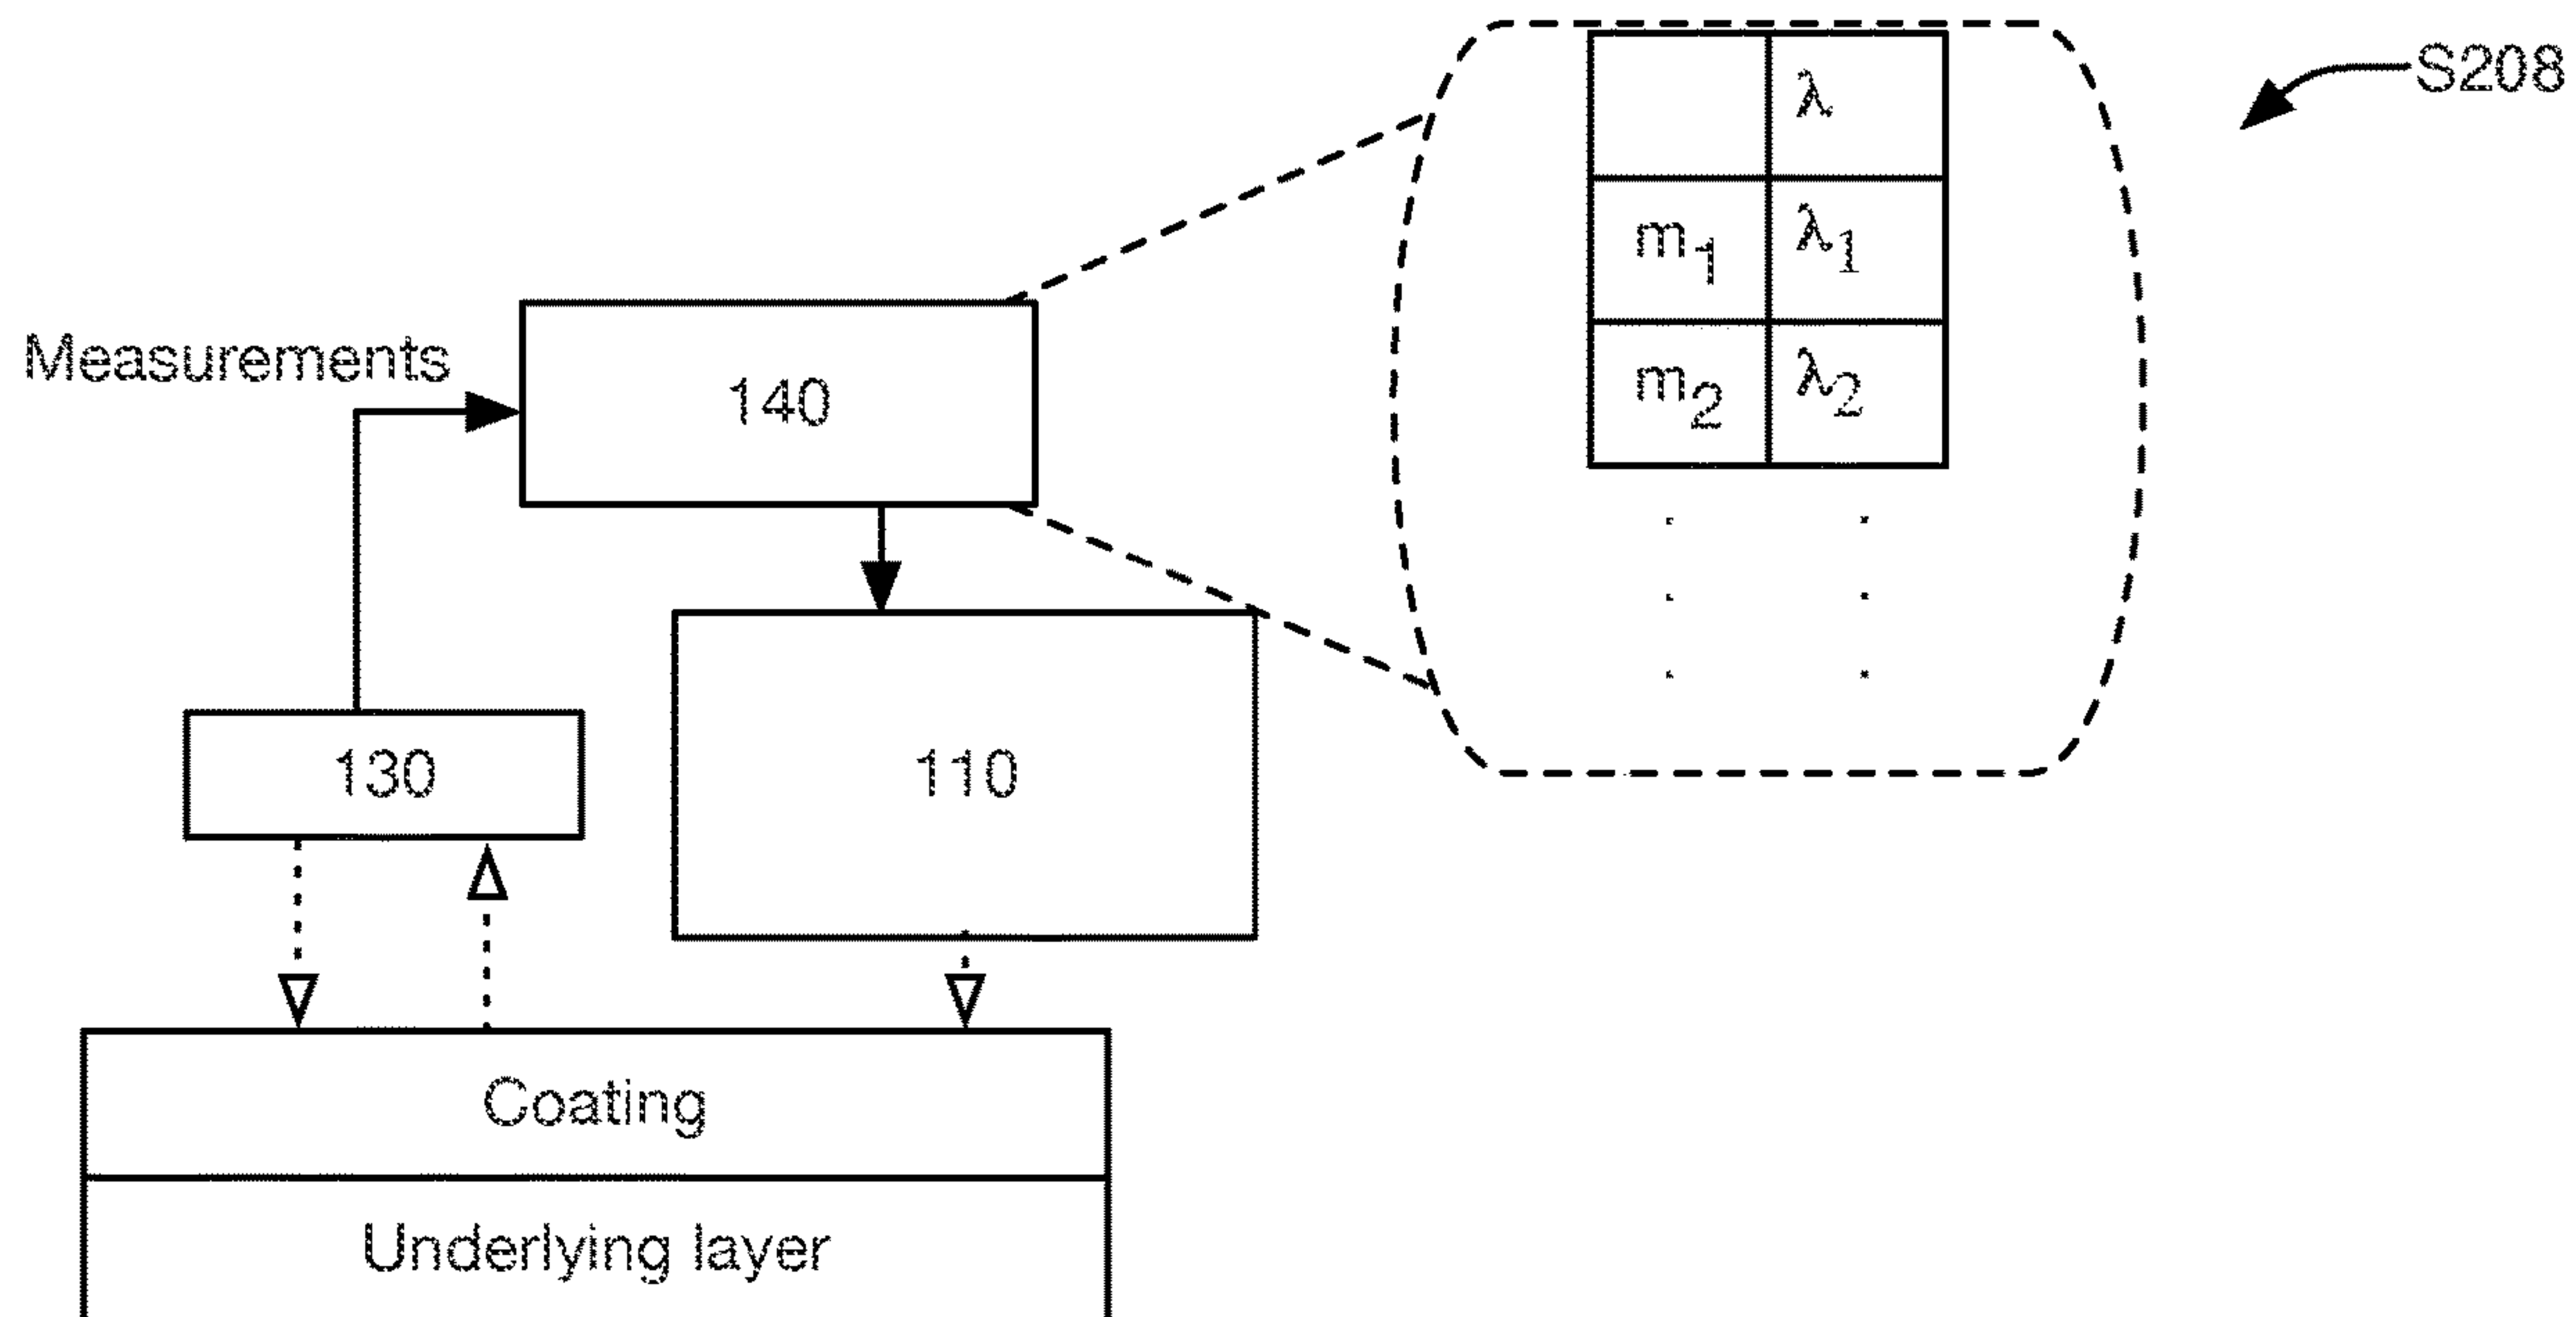 S208
λ
m1 λ1
m2 λ2
Measurements
140
130
110
Coating
Underlying layer